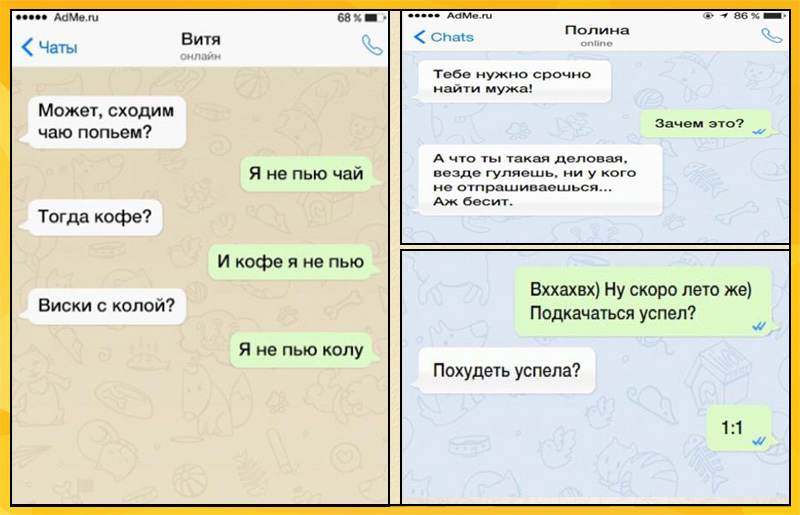 AdMe.ru
68 %
Чаты
Витя
онлайн
Может, сходим
чаю попьем?
Я не пью чай
Тогда кофе?
И кофе я не пью
Виски с колой?
Я не пью колу
AdMe.ru
86 %
Chats
Полина
online
Тебе нужно срочно
найти мужа!
Зачем это?
А что ты такая деловая,
везде гуляешь, ни у кого
не отпрашиваешься...
Аж бесит.
Вххахвх) Ну скоро лето же)
Подкачаться успел?
Похудеть успела?
1:1